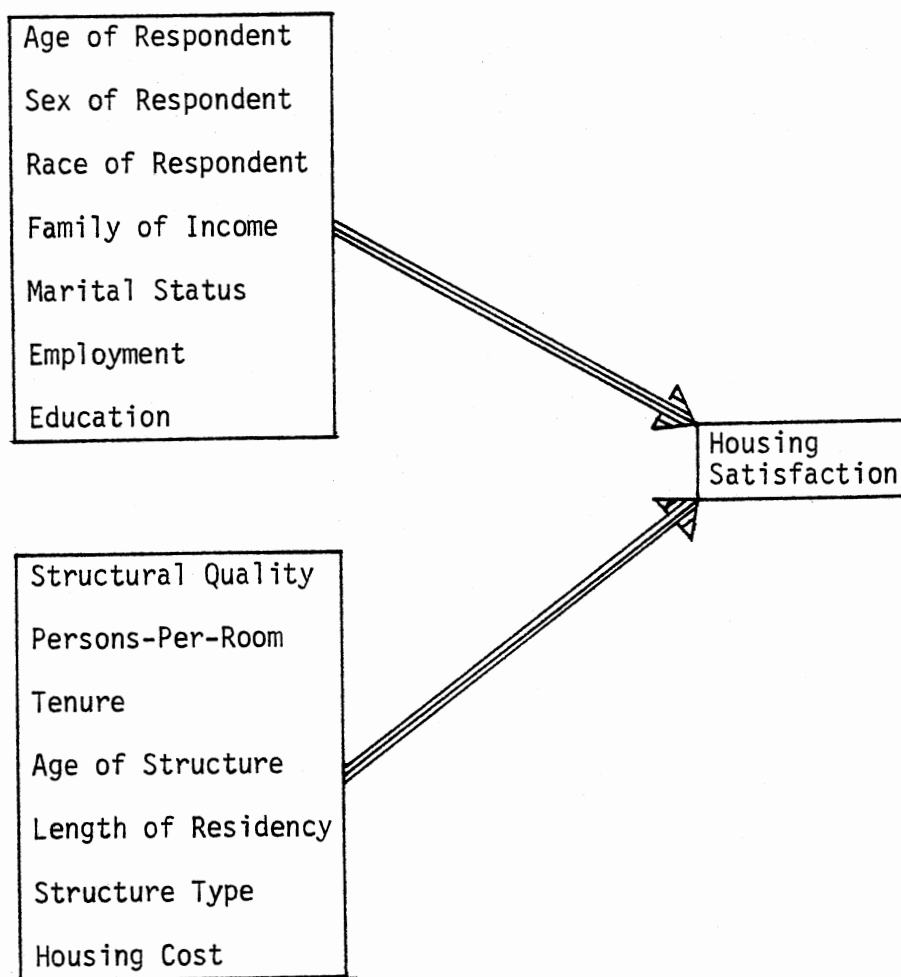 Age of Respondent
Sex of Respondent
Race of Respondent
Family of Income
Marital Status
Employment
Education
Housing
Satisfaction
Structural Quality
Persons-Per-Room
Tenure
Age of Structure
Length of Residency
Structure Type
Housing Cost